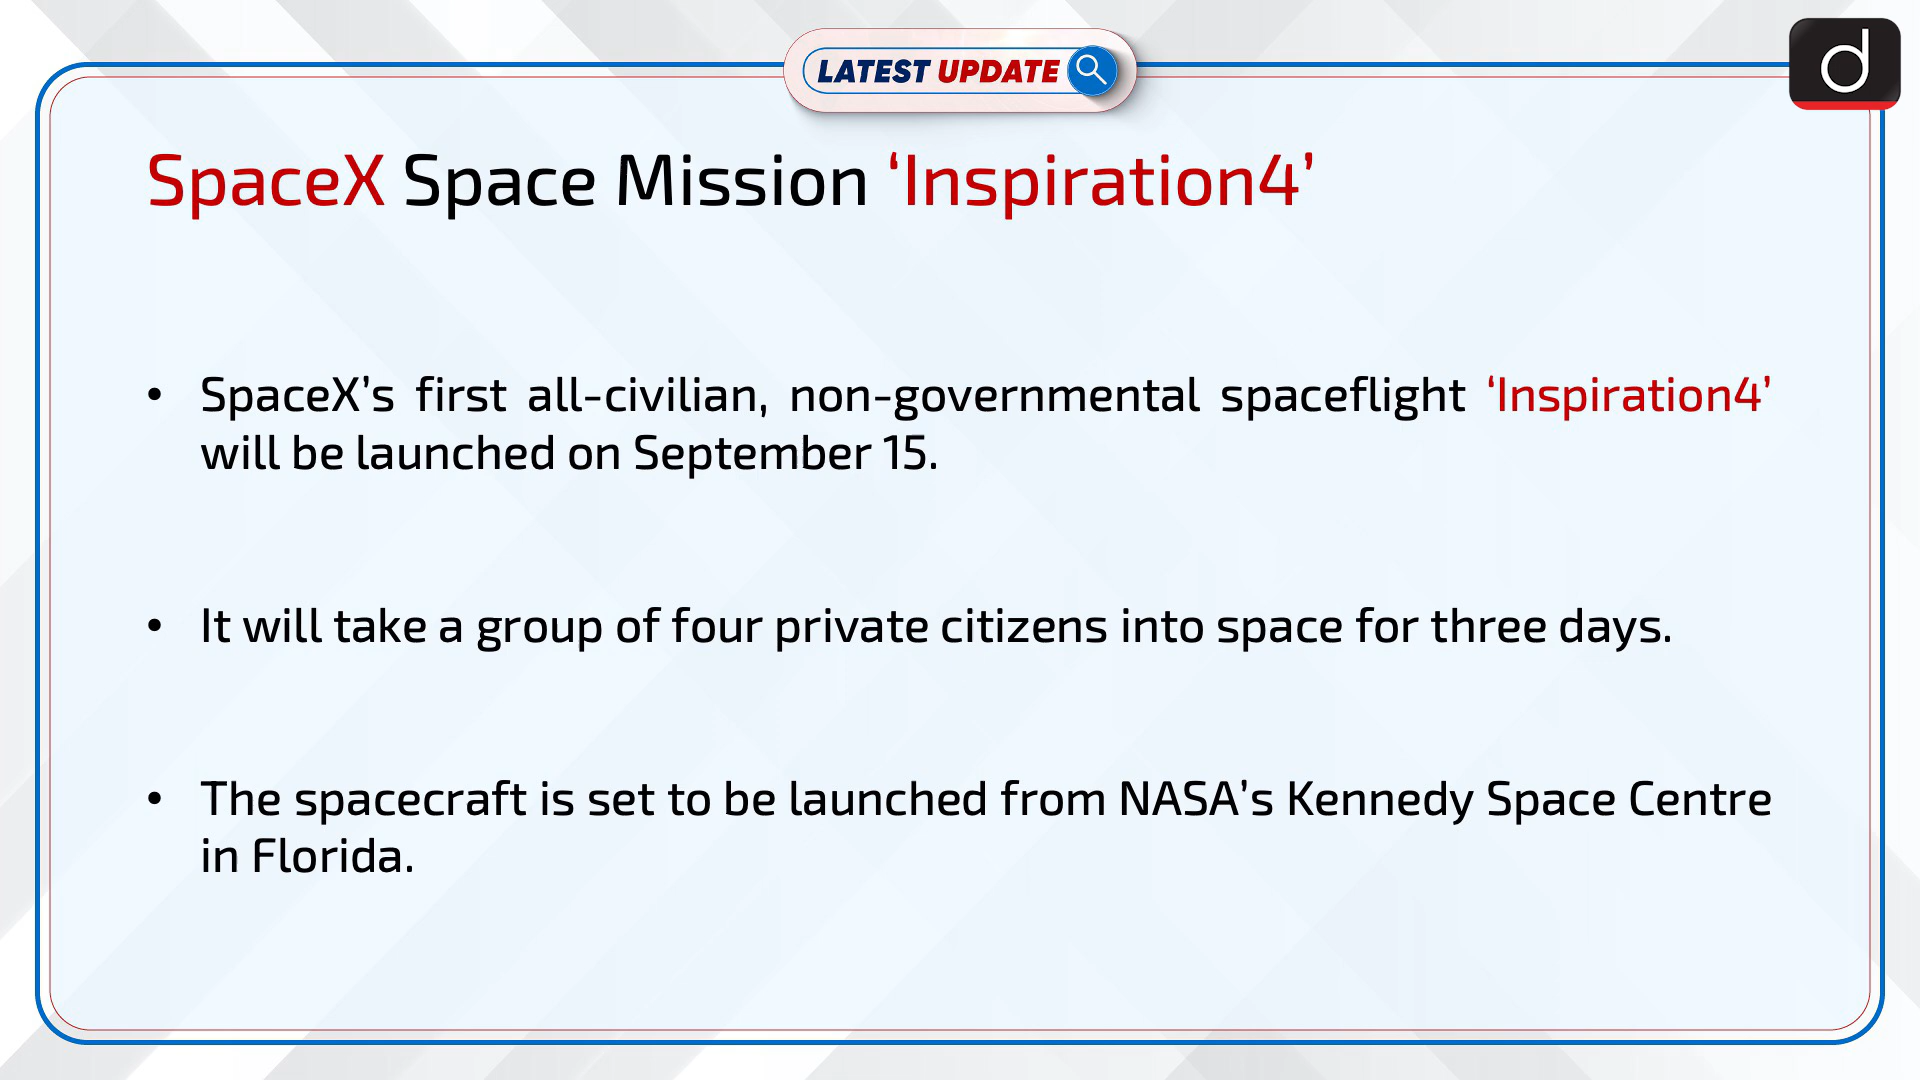 LATEST UPDATE
d
SpaceX Space Mission ‘Inspiration4’
• SpaceX’s first all-civilian, non-governmental spaceflight ‘Inspiration4’
will be launched on September 15.
• It will take a group of four private citizens into space for three days.
• The spacecraft is set to be launched from NASA’s Kennedy Space Centre
in Florida.